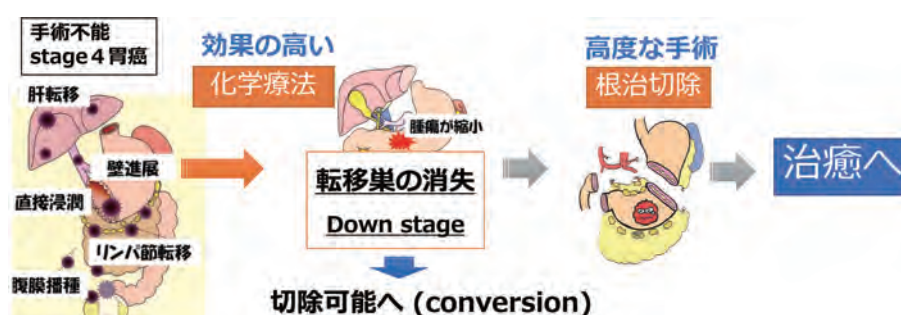 手術不能
stage４胃癌
肝転移
壁進展
直接浸潤
リンパ節転移
腹膜播種
効果の高い
化学療法
腫瘍が縮小
転移巣の消失
Down stage
切除可能へ (conversion)
高度な手術
根治切除
治癒へ